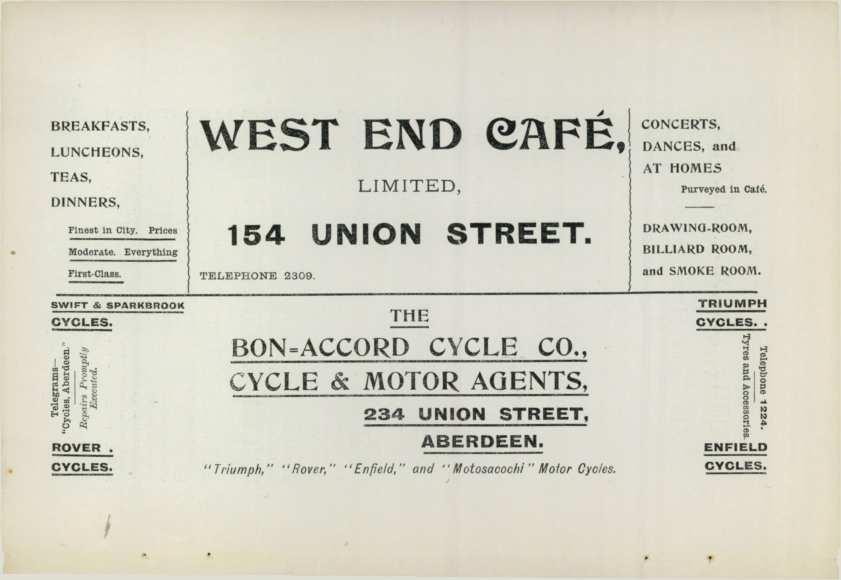 BREAKFASTS,
LUNCHEONS,
TEAS,
DINNERS,
Finest in City. Prices
Moderate. Everything
First-Class.
WEST END CAFÉ,
LIMITED,
154 UNION STREET.
TELEPHONE 2309.
CONCERTS,
DANCES, and
AT HOMES
Purveyed in Café.
DRAWING-ROOM,
BILLIARD ROOM,
and SMOKE ROOM.
SWIFT & SPARKBROOK
CYCLES.
Telegrams—
"Cycles, Aberdeen."
Repairs Promptly
Executed.
ROVER .
CYCLES.
THE
BON=ACCORD CYCLE CO.,
CYCLE & MOTOR AGENTS,
234 UNION STREET,
ABERDEEN.
"Triumph," "Rover," "Enfield," and "Motosacochi" Motor Cycles.
TRIUMPH
CYCLES. .
Telephone 1224.
Tyres and Accessories.
ENFIELD
CYCLES.